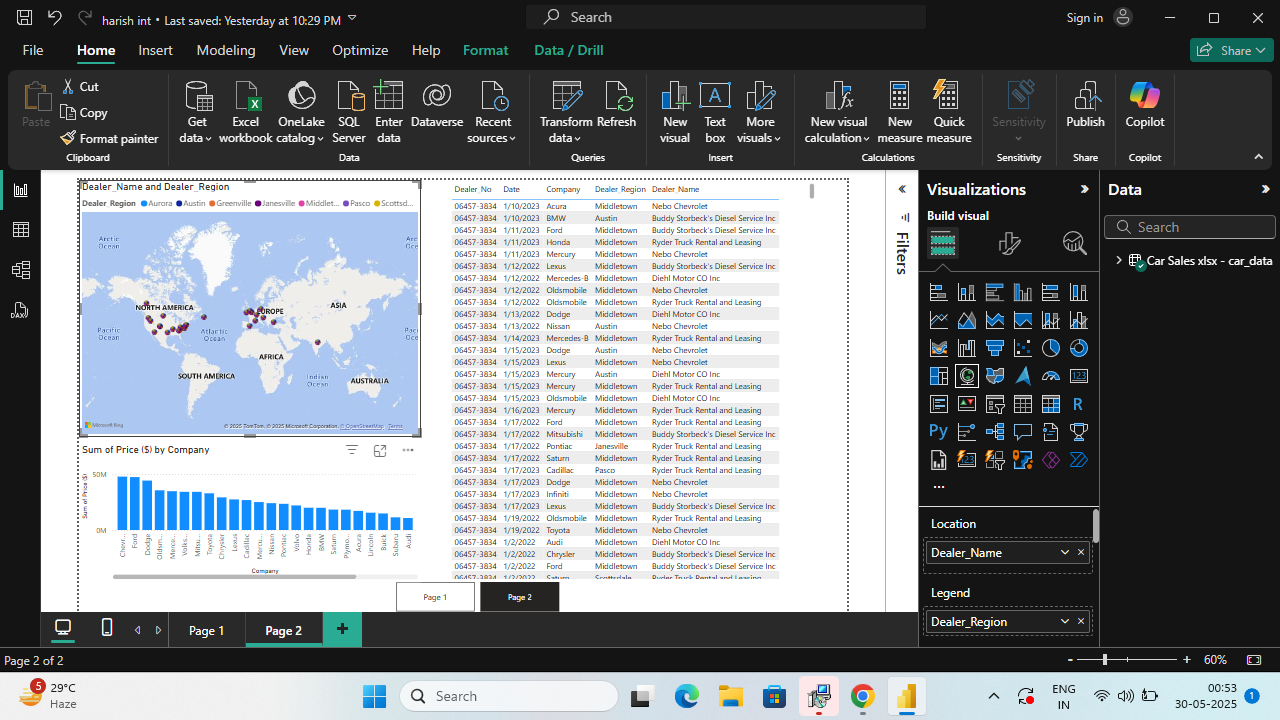 harish int • Last saved: Yesterday at 10:29 PM
Search
Sign in
File Home Insert Modeling View Optimize Help Format Data / Drill
Share
Paste
Cut
Copy
Format painter
Clipboard
Get data
Excel workbook
OneLake catalog
SQL Server
Enter data
Dataverse
Recent sources
Data
Transform data
Refresh
Queries
New visual
Text box
More visuals
Insert
New visual calculation
New measure
Quick measure
Calculations
Sensitivity
Sensitivity
Publish
Share
Copilot
Copilot
Dealer_Name and Dealer_Region
Dealer_Region Aurora Austin Greenville Janesville Middlet... Pasco Scottsd...
Arctic Ocean
Arctic Ocean
Arc
Oce
NORTH AMERICA
EUROPE
ASIA
Pacific Ocean
Atlantic Ocean
Pac
Oc
AFRICA
SOUTH AMERICA
Indian Ocean
AUSTRALIA
Microsoft Bing
© 2025 TomTom, © 2025 Microsoft Corporation, © OpenStreetMap Terms
Sum of Price ($) by Company
Sum of Price ($)
50M
0M
Chevr...
Ford
Dodge
Oldsm...
Merce...
Volks...
Mitsu...
Toyota
Chrysler
Lexus
Cadillac
Mercu...
Nissan
Pontiac
Volvo
Honda
BMW
Saturn
Plymo...
Acura
Lincoln
Buick
Subaru
Audi
Company
Dealer_No Date Company Dealer_Region Dealer_Name
06457-3834 1/10/2023 Acura Middletown Nebo Chevrolet
06457-3834 1/10/2023 BMW Austin Buddy Storbeck's Diesel Service Inc
06457-3834 1/11/2023 Ford Middletown Buddy Storbeck's Diesel Service Inc
06457-3834 1/11/2023 Honda Middletown Ryder Truck Rental and Leasing
06457-3834 1/11/2023 Mercury Middletown Nebo Chevrolet
06457-3834 1/12/2022 Lexus Middletown Buddy Storbeck's Diesel Service Inc
06457-3834 1/12/2022 Mercedes-B Middletown Diehl Motor CO Inc
06457-3834 1/12/2022 Oldsmobile Middletown Nebo Chevrolet
06457-3834 1/12/2022 Oldsmobile Middletown Ryder Truck Rental and Leasing
06457-3834 1/13/2022 Dodge Middletown Diehl Motor CO Inc
06457-3834 1/13/2022 Nissan Austin Nebo Chevrolet
06457-3834 1/14/2023 Mercedes-B Middletown Ryder Truck Rental and Leasing
06457-3834 1/15/2023 Dodge Austin Nebo Chevrolet
06457-3834 1/15/2023 Lexus Middletown Nebo Chevrolet
06457-3834 1/15/2023 Mercury Austin Diehl Motor CO Inc
06457-3834 1/15/2023 Mercury Middletown Ryder Truck Rental and Leasing
06457-3834 1/15/2023 Oldsmobile Middletown Diehl Motor CO Inc
06457-3834 1/16/2023 Mercury Middletown Ryder Truck Rental and Leasing
06457-3834 1/17/2022 Ford Middletown Ryder Truck Rental and Leasing
06457-3834 1/17/2022 Mitsubishi Middletown Buddy Storbeck's Diesel Service Inc
06457-3834 1/17/2022 Pontiac Janesville Ryder Truck Rental and Leasing
06457-3834 1/17/2022 Saturn Middletown Ryder Truck Rental and Leasing
06457-3834 1/17/2023 Cadillac Pasco Ryder Truck Rental and Leasing
06457-3834 1/17/2023 Dodge Middletown Nebo Chevrolet
06457-3834 1/17/2023 Infiniti Middletown Nebo Chevrolet
06457-3834 1/17/2023 Lexus Middletown Buddy Storbeck's Diesel Service Inc
06457-3834 1/19/2022 Oldsmobile Middletown Ryder Truck Rental and Leasing
06457-3834 1/19/2022 Toyota Middletown Nebo Chevrolet
06457-3834 1/2/2022 Audi Middletown Diehl Motor CO Inc
06457-3834 1/2/2022 Chrysler Middletown Buddy Storbeck's Diesel Service Inc
06457-3834 1/2/2022 Ford Middletown Buddy Storbeck's Diesel Service Inc
06457-3834 1/2/2022 Saturn Scottsdale Ryder Truck Rental and Leasing
Page 1 Page 2
Filters
Visualizations
Build visual
R
Py
123
...
Location
Dealer_Name
Legend
Dealer_Region
Data
Search
Car Sales xlsx - car_data
Page 1 Page 2 +
Page 2 of 2
- + 60%
5
29°C
Haze
Search
ENG
IN
00:53
30-05-2025
1